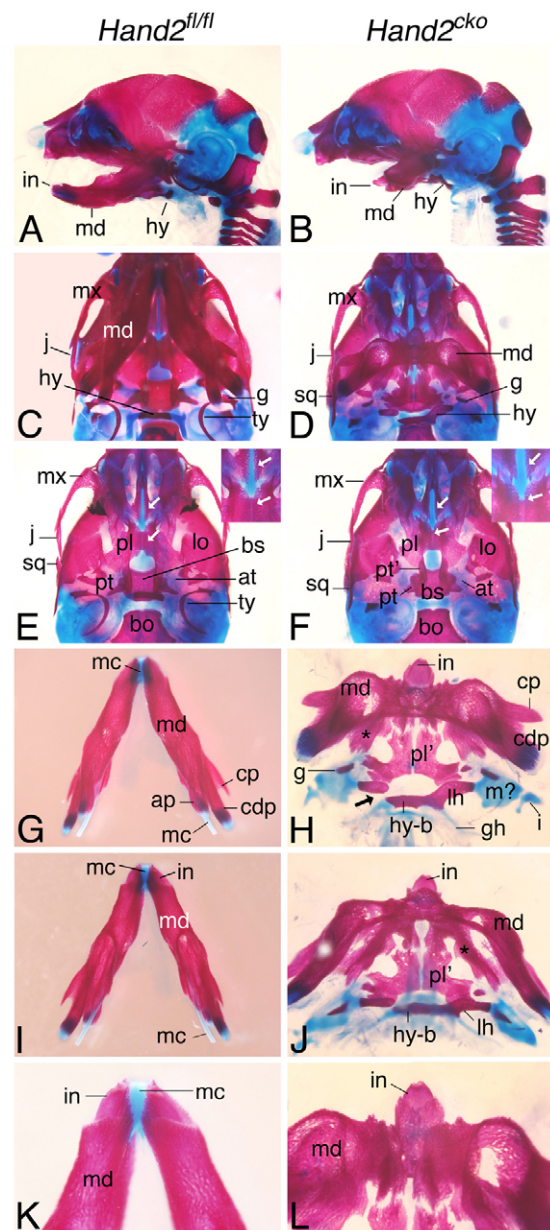 Hand2fl/fl Hand2cko
in
md
hy
A
in
md
hy
B
mx
md
j
hy
g
ty
C
mx
j
md
g
sq
hy
D
mx
j
pl
lo
bs
sq
pt
at
ty
bo
E
mx
j
pl
lo
pt'
sq
pt
bs
at
bo
F
mc
md
cp
ap
cdp
mc
G
in
md
cp
*
cdp
pl'
g
lh
m?
i
hy-b
gh
H
mc
in
md
mc
I
in
md
*
pl'
hy-b
lh
J
in
mc
md
K
in
md
L